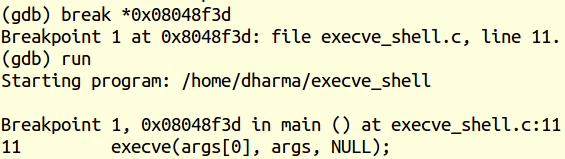 (gdb) break *0x08048f3d
Breakpoint 1 at 0x8048f3d: file execve_shell.c, line 11.
(gdb) run
Starting program: /home/dharma/execve_shell
Breakpoint 1, 0x08048f3d in main () at execve_shell.c:11
11        execve(args[0], args, NULL);